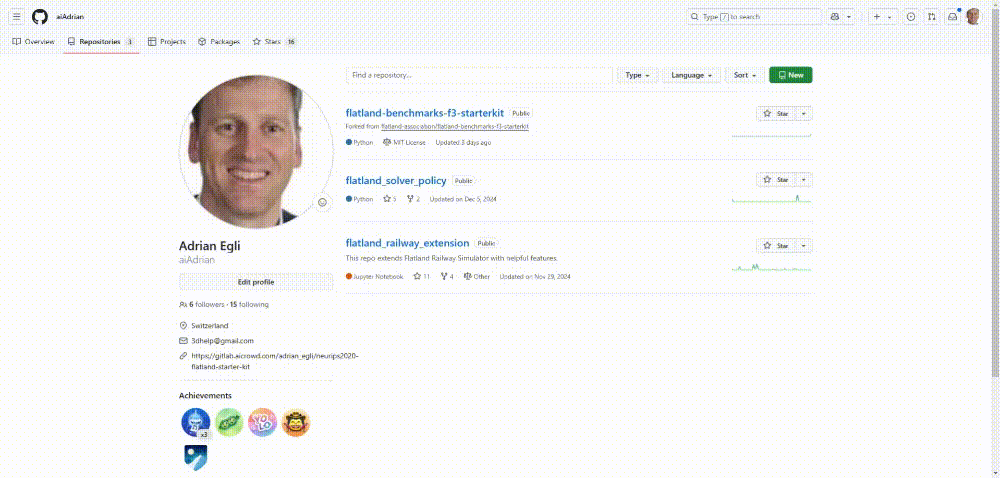 aiAdrian
Type / to search
Overview
Repositories 3
Projects
Packages
Stars 16
Find a repository...
Type
Language
Sort
New
flatland-benchmarks-f3-starterkit Public
Star
Forked from flatland-association/flatland-benchmarks-f3-starterkit
Python MIT License Updated 3 days ago
flatland_solver_policy Public
Star
Python 5 2 Updated on Dec 5, 2024
flatland_railway_extension Public
Star
This repo extends Flatland Railway Simulator with helpful features
Jupyter Notebook 11 4 Other Updated on Nov 29, 2024
Adrian Egli
aiAdrian
Edit profile
6 followers · 15 following
Switzerland
3dhelp@gmail.com
https://gitlab.aicrowd.com/adrian_egli/neurips2020-
flatland-starter-kit
Achievements
YOLO
x3